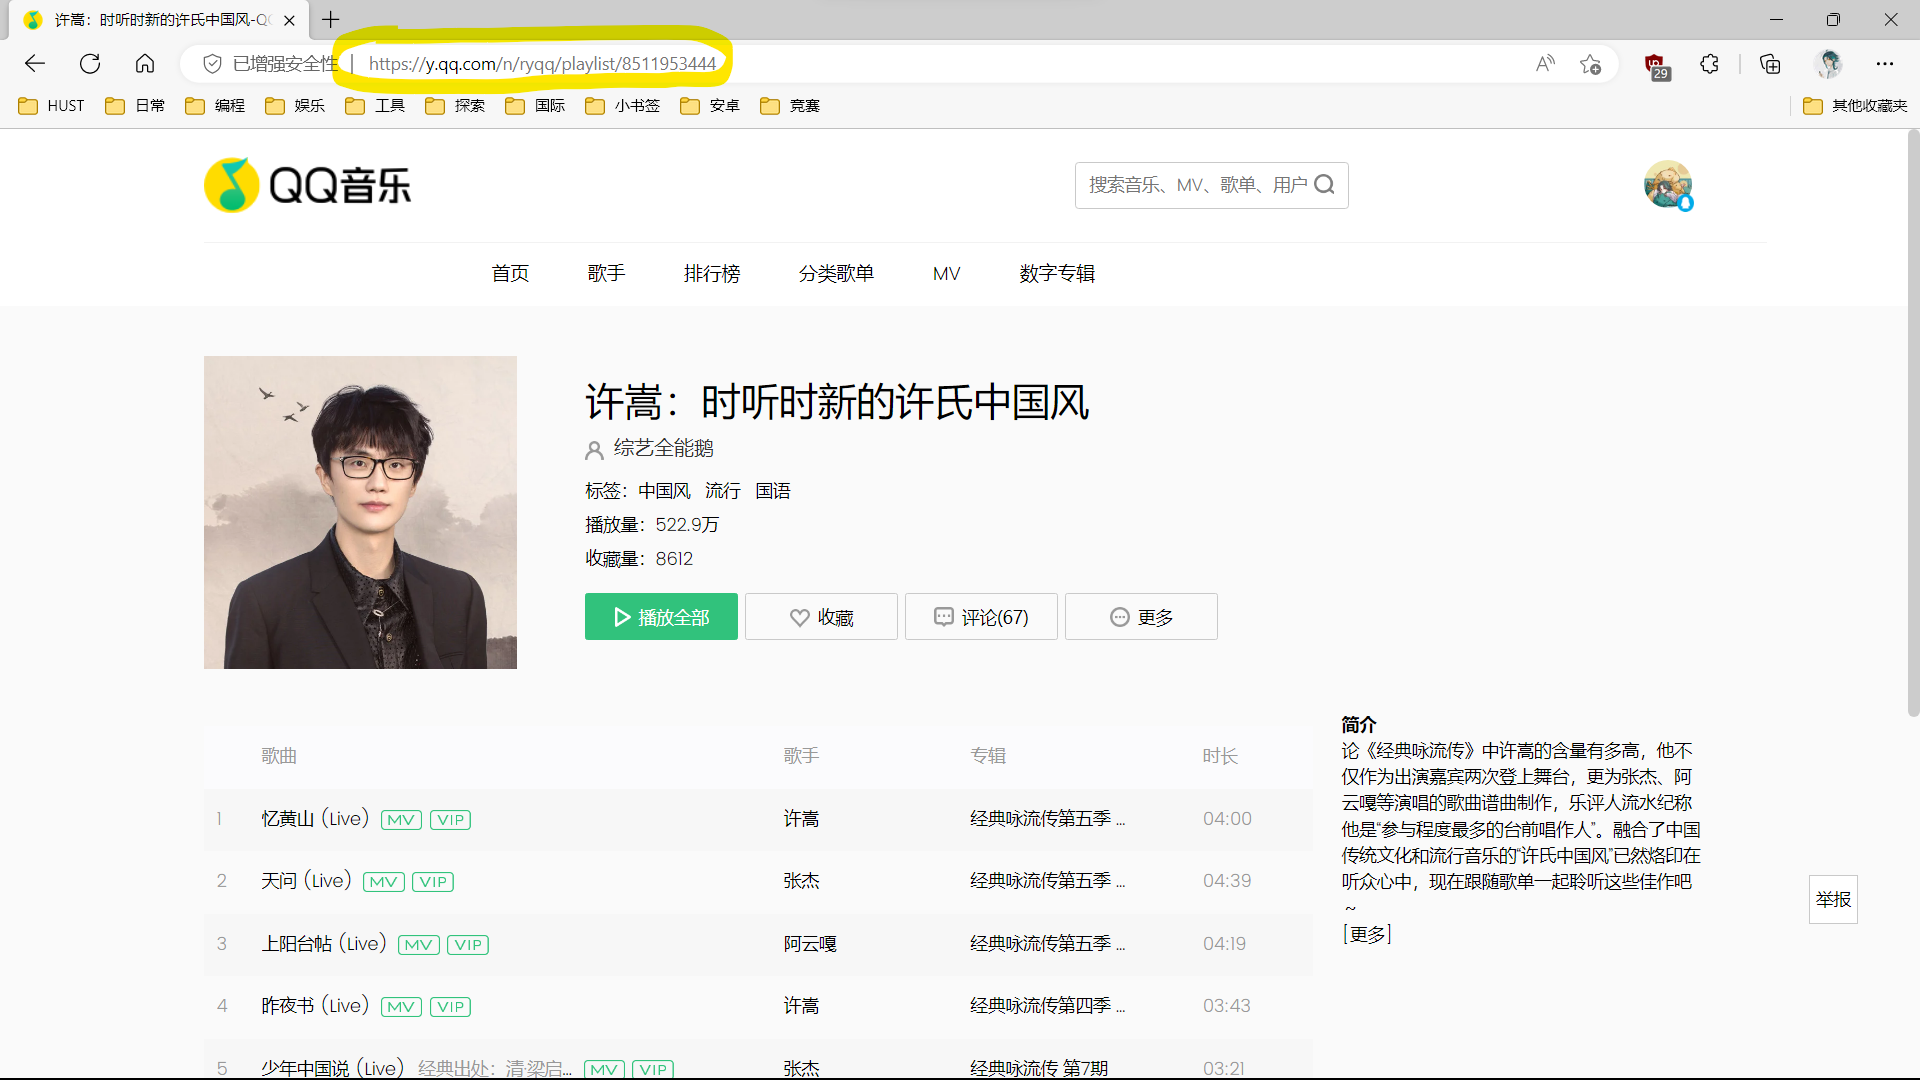 许嵩：时听时新的许氏中国风-QQ
已增强安全性
https://y.qq.com/n/ryqq/playlist/8511953444
29
HUST 日常 编程 娱乐 工具 探索 国际 小书签 安卓 竞赛 其他收藏夹
QQ音乐
搜索音乐、MV、歌单、用户
首页 歌手 排行榜 分类歌单 MV 数字专辑
许嵩：时听时新的许氏中国风
综艺全能鹅
标签：中国风 流行 国语
播放量：522.9万
收藏量：8612
播放全部 收藏 评论(67) 更多
歌曲 歌手 专辑 时长
1 忆黄山 (Live) MV VIP 许嵩 经典咏流传第五季 ... 04:00
2 天问 (Live) MV VIP 张杰 经典咏流传第五季 ... 04:39
3 上阳台帖 (Live) MV VIP 阿云嘎 经典咏流传第五季 ... 04:19
4 昨夜书 (Live) MV VIP 许嵩 经典咏流传第四季 ... 03:43
5 少年中国说 (Live) 经典出处：清·梁启... MV VIP 张杰 经典咏流传 第7期 03:21
简介
论《经典咏流传》中许嵩的含量有多高，他不
仅作为出演嘉宾两次登上舞台，更为张杰、阿
云嘎等演唱的歌曲谱曲制作，乐评人流水纪称
他是“参与程度最多的台前唱作人”。融合了中国
传统文化和流行音乐的“许氏中国风”已然烙印在
听众心中，现在跟随歌单一起聆听这些佳作吧
~
[更多]
举报